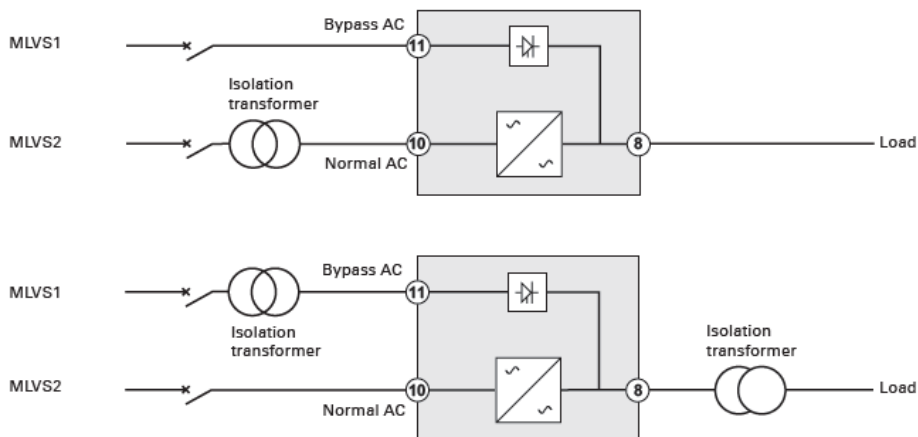 Bypass AC
MLVS1
11
Isolation
transformer
MLVS2
10
8
Load
Normal AC
Bypass AC
MLVS1
11
Isolation
transformer
Isolation
transformer
MLVS2
10
8
Load
Normal AC